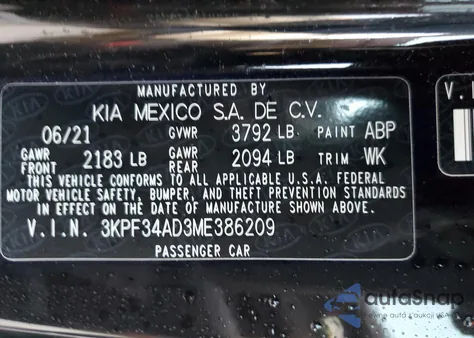 MANUFACTURED BY
KIA MEXICO S.A. DE C.V.
06/21 GVWR 3792 LB PAINT ABP
GAWR FRONT 2183 LB GAWR REAR 2094 LB TRIM WK
THIS VEHICLE CONFORMS TO ALL APPLICABLE U.S.A. FEDERAL
MOTOR VEHICLE SAFETY, BUMPER, AND THEFT PREVENTION STANDARDS
IN EFFECT ON THE DATE OF MANUFACTURE SHOWN ABOVE.
V.I.N. 3KPF34AD3ME386209
PASSENGER CAR
V.I
autasnap